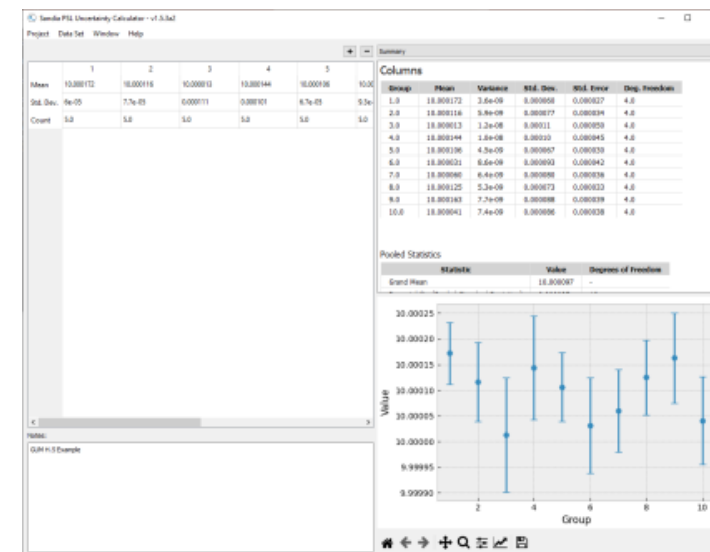 Sandia PSL Uncertainty Calculator - v1.5.3a2
Project Data Set Window Help
+ -
1 2 3 4 5
Mean 10.000172 10.000116 10.000013 10.000144 10.000106 10.00
Std. Dev. 6e-05 7.7e-05 0.000111 0.000101 6.7e-05 9.3e-
Count 5.0 5.0 5.0 5.0 5.0 5.0
Notes:
GUM H.5 Example
Summary
Columns
Group Mean Variance Std. Dev. Std. Error Deg. Freedom
1.0 10.000172 3.6e-09 0.000060 0.000027 4.0
2.0 10.000116 5.9e-09 0.000077 0.000034 4.0
3.0 10.000013 1.2e-08 0.00011 0.000050 4.0
4.0 10.000144 1.0e-08 0.00010 0.000045 4.0
5.0 10.000106 4.5e-09 0.000067 0.000030 4.0
6.0 10.000031 8.6e-09 0.000093 0.000042 4.0
7.0 10.000060 6.4e-09 0.000080 0.000036 4.0
8.0 10.000125 5.3e-09 0.000073 0.000033 4.0
9.0 10.000163 7.7e-09 0.000088 0.000039 4.0
10.0 10.000041 7.4e-09 0.000086 0.000038 4.0
Pooled Statistics
Statistic Value Degrees of Freedom
Grand Mean 10.000097 -
10.00025
10.00020
10.00015
10.00010
10.00005
10.00000
9.99995
9.99990
Value
2 4 6 8 10
Group